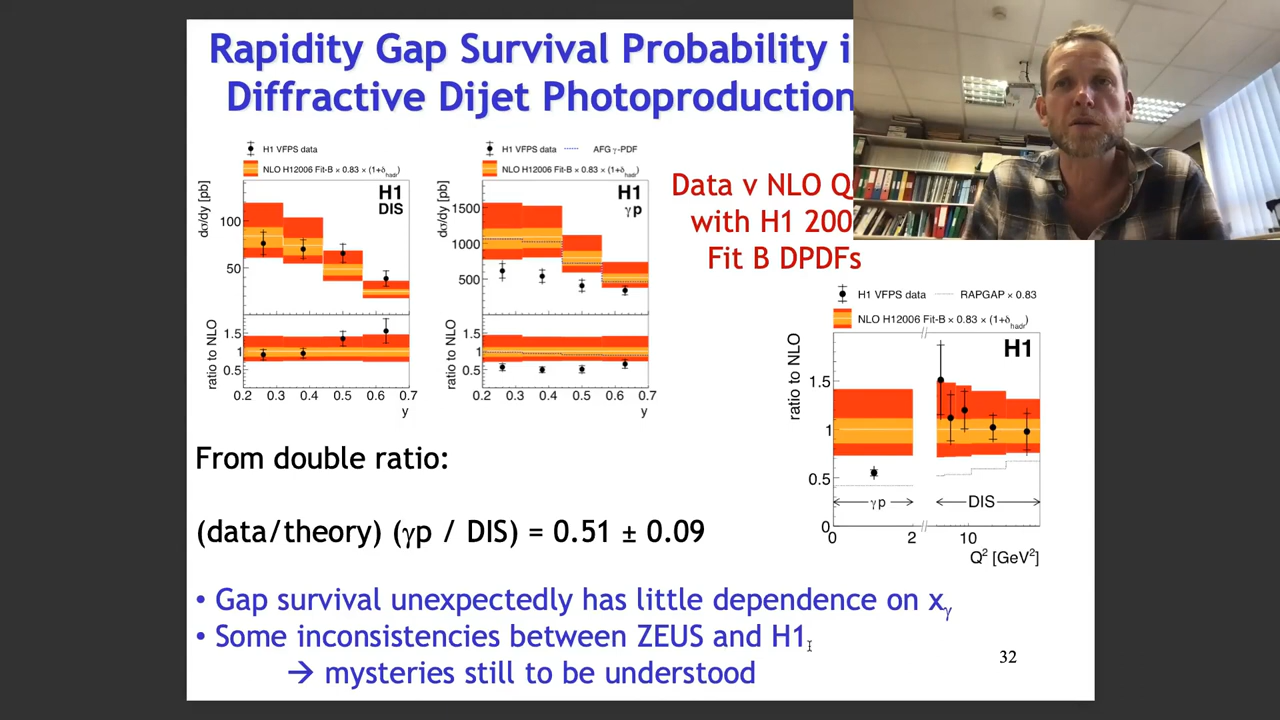 Rapidity Gap Survival Probability i
Diffractive Dijet Photoproduction
H1 VFPS data
NLO H12006 Fit-B × 0.83 × (1+δhadr)
H1
DIS
dσ/dy [pb]
100
50
ratio to NLO
1.5
1
0.5
0.2 0.3 0.4 0.5 0.6 0.7
y
H1 VFPS data AFG γ-PDF
NLO H12006 Fit-B × 0.83 × (1+δhadr)
H1
γp
dσ/dy [pb]
1500
1000
500
ratio to NLO
1.5
1
0.5
0.2 0.3 0.4 0.5 0.6 0.7
y
Data v NLO Q
with H1 200
Fit B DPDFs
H1 VFPS data RAPGAP × 0.83
NLO H12006 Fit-B × 0.83 × (1+δhadr)
H1
ratio to NLO
1.5
1
0.5
0
γp DIS
0 2 10
Q² [GeV²]
From double ratio:
(data/theory) (γp / DIS) = 0.51 ± 0.09
• Gap survival unexpectedly has little dependence on xγ
• Some inconsistencies between ZEUS and H1
→ mysteries still to be understood
32